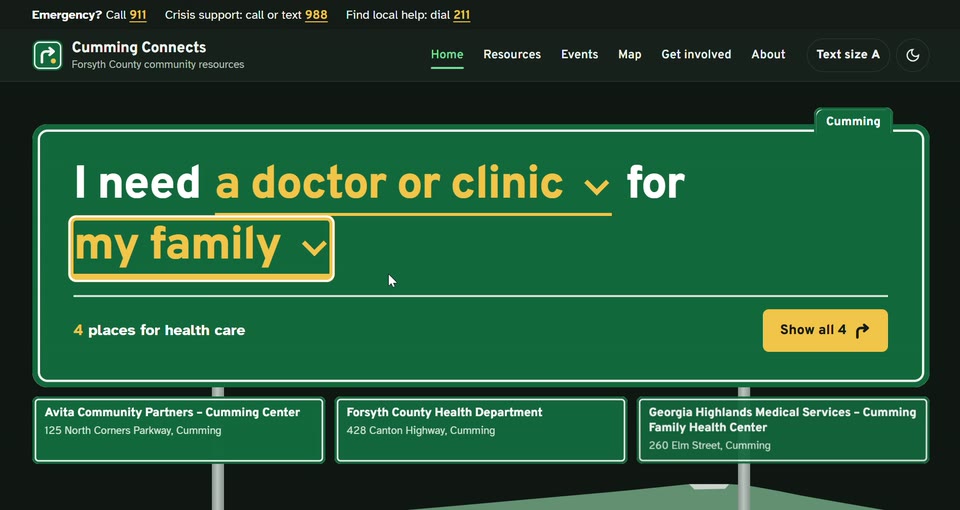 Emergency? Call 911 Crisis support: call or text 988 Find local help: dial 211
Cumming Connects
Forsyth County community resources
Home Resources Events Map Get involved About Text size A
Cumming
I need a doctor or clinic for
my family
4 places for health care
Show all 4
Avita Community Partners – Cumming Center
125 North Corners Parkway, Cumming
Forsyth County Health Department
428 Canton Highway, Cumming
Georgia Highlands Medical Services – Cumming
Family Health Center
260 Elm Street, Cumming